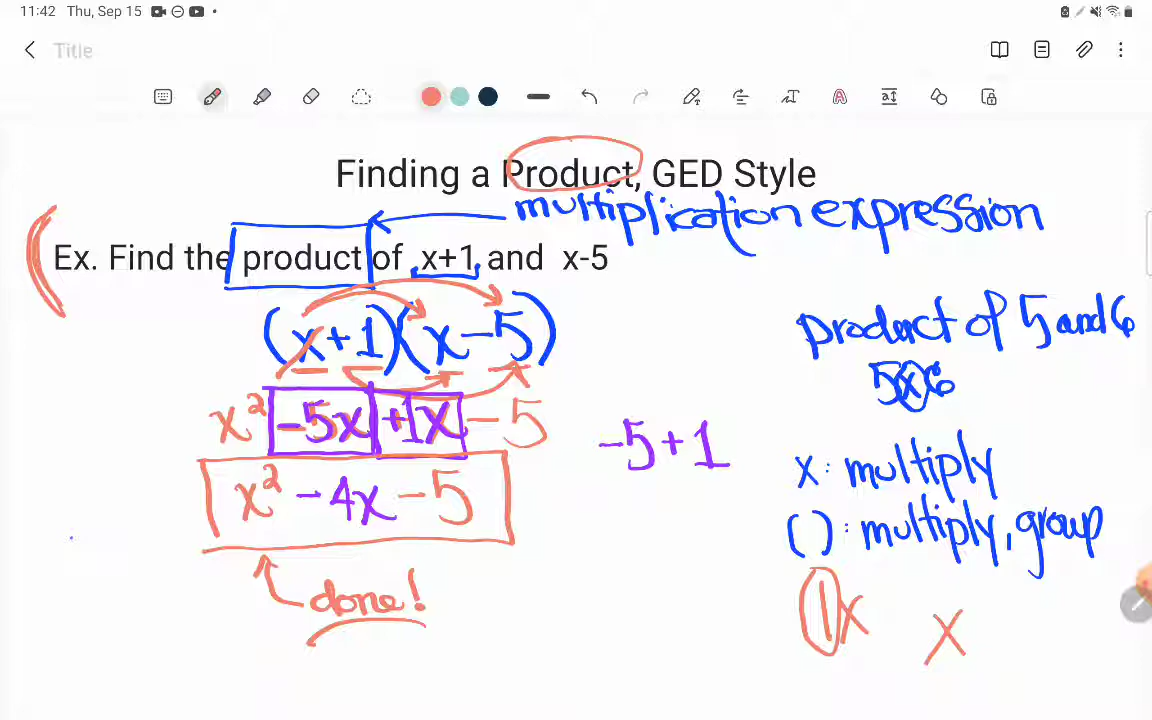 11:42 Thu, Sep 15
Title
Finding a Product, GED Style
multiplication expression
Ex. Find the product of x+1 and x-5
(x+1)(x-5)
product of 5 and 6
5x6
x² -5x +1x -5
-5+1
x: multiply
x² -4x -5
( ): multiply, group
done!
1x x